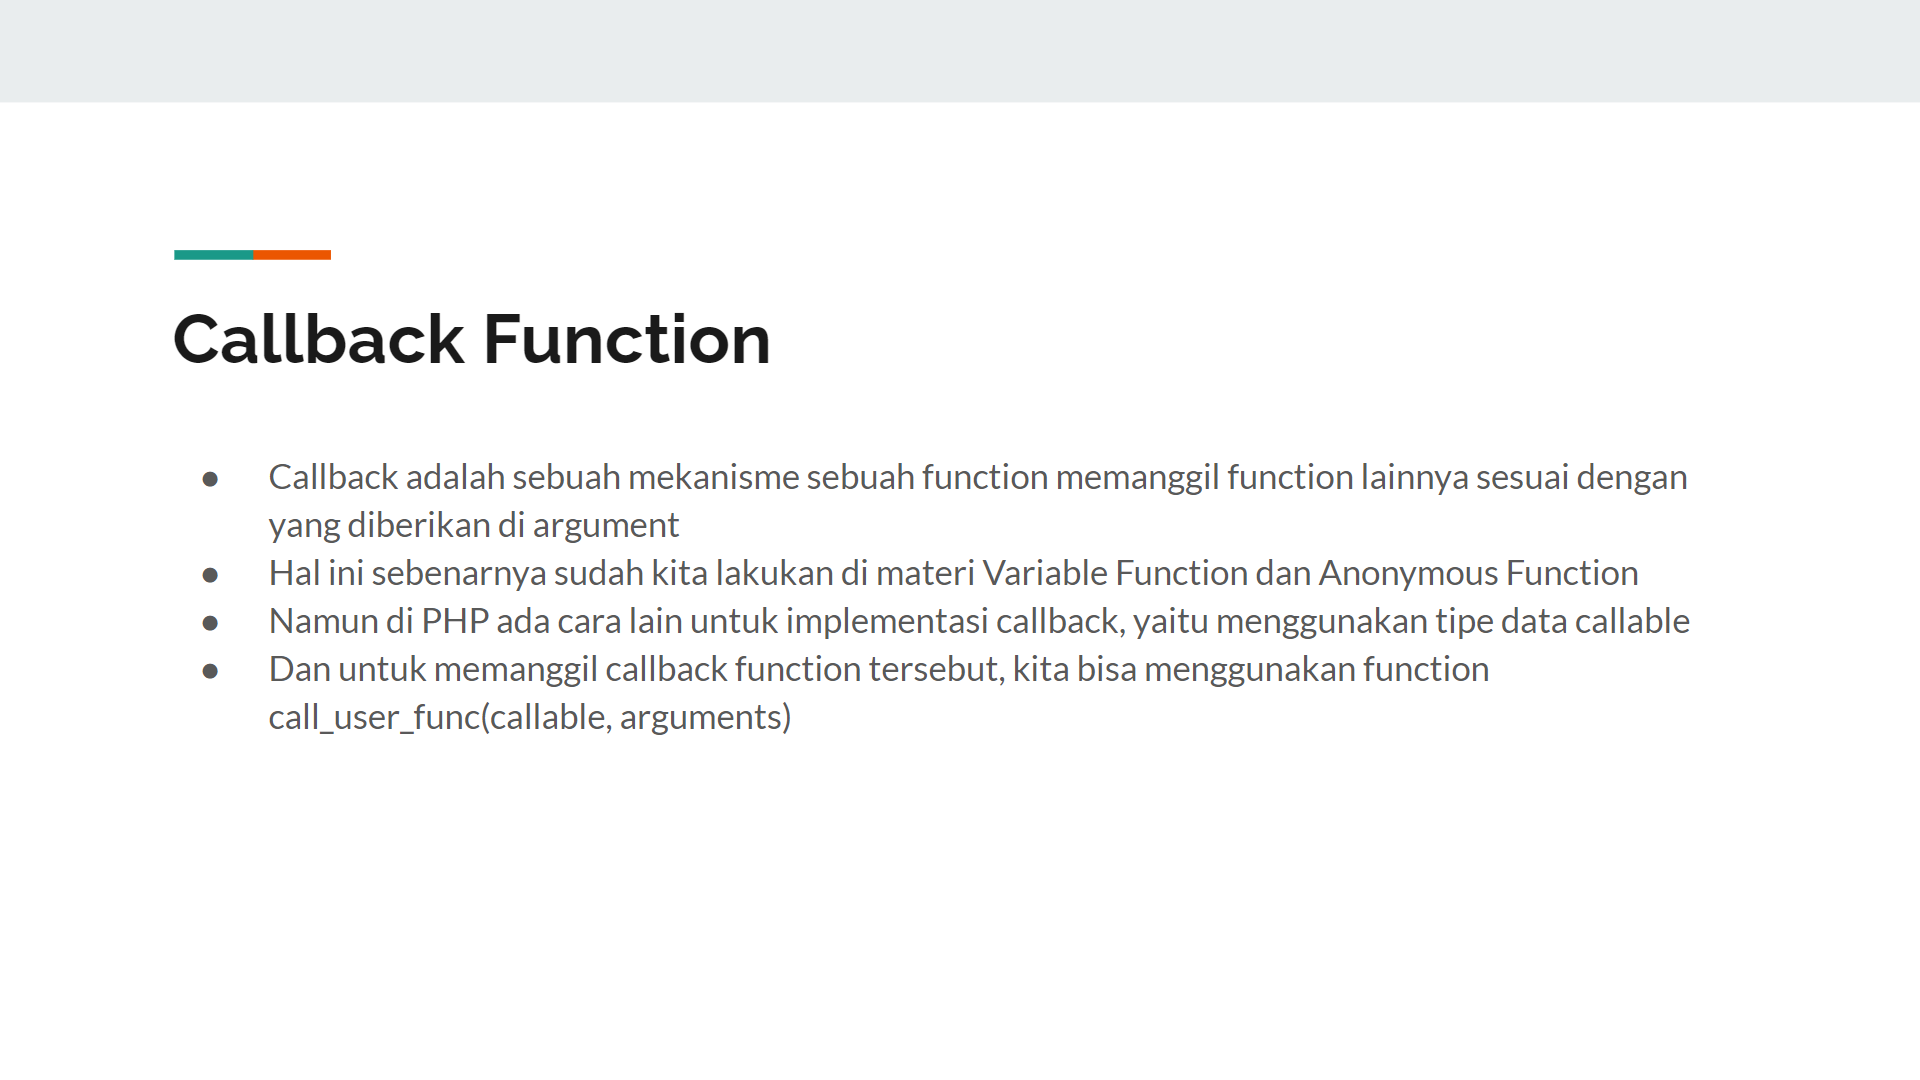 Callback Function
● Callback adalah sebuah mekanisme sebuah function memanggil function lainnya sesuai dengan
yang diberikan di argument
● Hal ini sebenarnya sudah kita lakukan di materi Variable Function dan Anonymous Function
● Namun di PHP ada cara lain untuk implementasi callback, yaitu menggunakan tipe data callable
● Dan untuk memanggil callback function tersebut, kita bisa menggunakan function
call_user_func(callable, arguments)